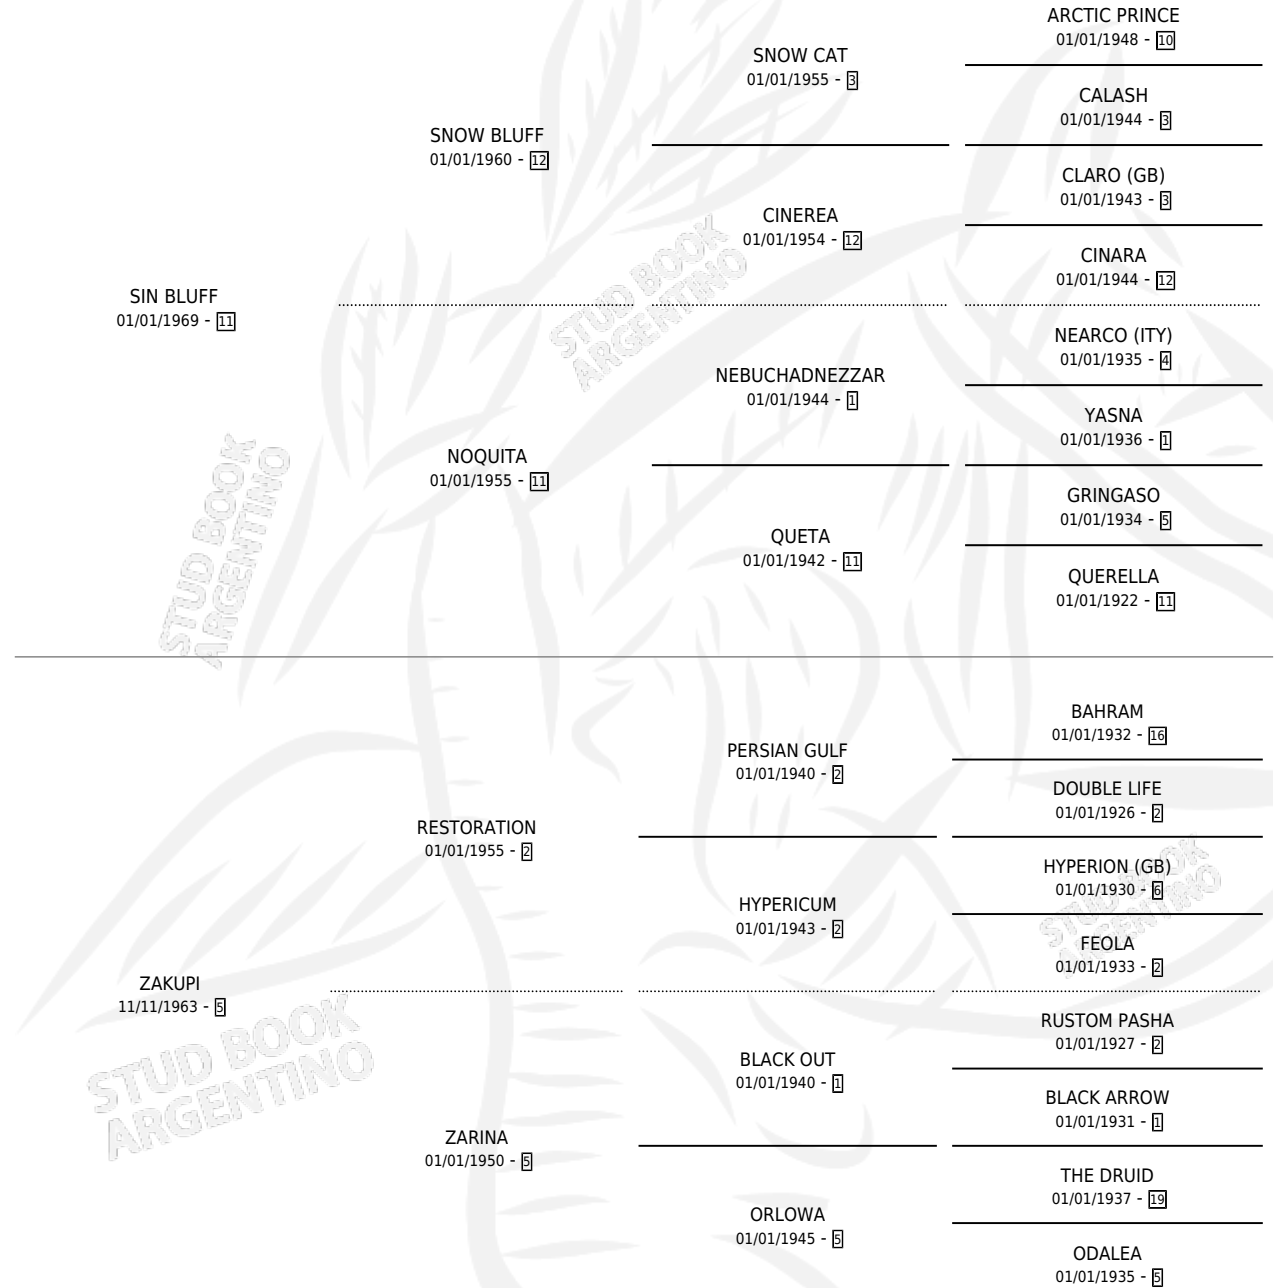 ARCTIC PRINCE
01/01/1948 - 10
SNOW CAT
01/01/1955 - 3
CALASH
01/01/1944 - 3
SNOW BLUFF
01/01/1960 - 12
CLARO (GB)
01/01/1943 - 3
CINEREA
01/01/1954 - 12
CINARA
01/01/1944 - 12
SIN BLUFF
01/01/1969 - 11
NEARCO (ITY)
01/01/1935 - 4
NEBUCHADNEZZAR
01/01/1944 - 1
YASNA
01/01/1936 - 1
NOQUITA
01/01/1955 - 11
GRINGASO
01/01/1934 - 5
QUETA
01/01/1942 - 11
QUERELLA
01/01/1922 - 11
BAHRAM
01/01/1932 - 16
PERSIAN GULF
01/01/1940 - 2
DOUBLE LIFE
01/01/1926 - 2
RESTORATION
01/01/1955 - 2
HYPERION (GB)
01/01/1930 - 6
HYPERICUM
01/01/1943 - 2
FEOLA
01/01/1933 - 2
ZAKUPI
11/11/1963 - 5
RUSTOM PASHA
01/01/1927 - 2
BLACK OUT
01/01/1940 - 1
BLACK ARROW
01/01/1931 - 1
ZARINA
01/01/1950 - 5
THE DRUID
01/01/1937 - 19
ORLOWA
01/01/1945 - 5
ODALEA
01/01/1935 - 5
STUD BOOK
ARGENTINO
STUD BOOK
ARGENTINO
STUD BOOK
ARGENTINO
STUD BOOK
ARGENTINO